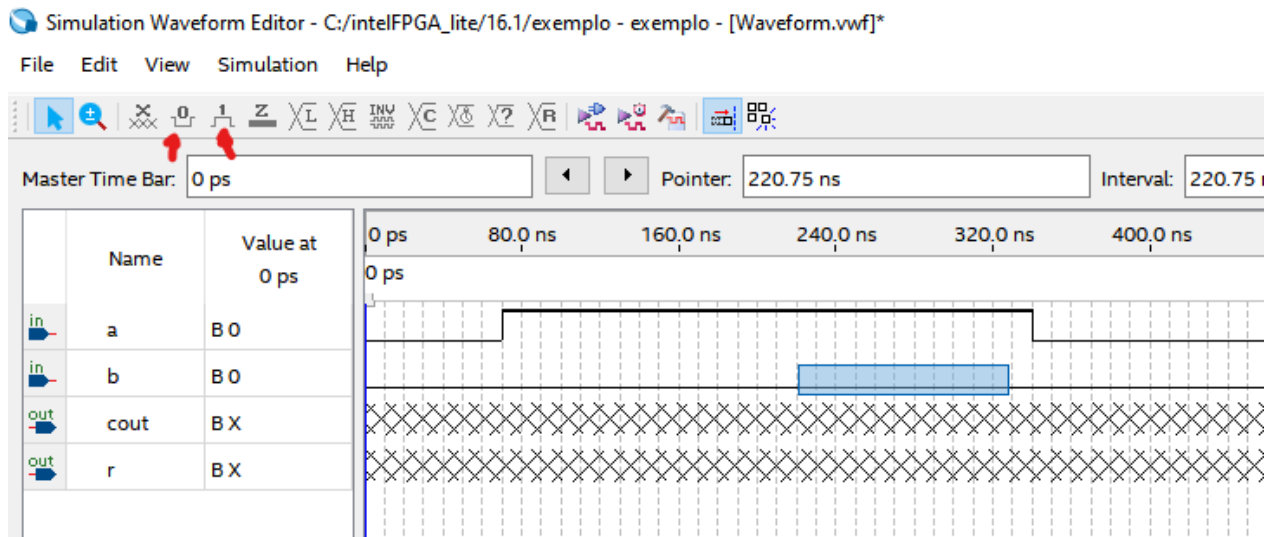 Simulation Waveform Editor - C:/intelFPGA_lite/16.1/exemplo - exemplo - [Waveform.vwf]*
File Edit View Simulation Help
X 0 1 Z L H INV C ? R
Master Time Bar: 0 ps Pointer: 220.75 ns Interval: 220.75
Name Value at 0 ps
0 ps 80.0 ns 160.0 ns 240.0 ns 320.0 ns 400.0 ns
0 ps
in a B 0
in b B 0
out cout B X
out r B X